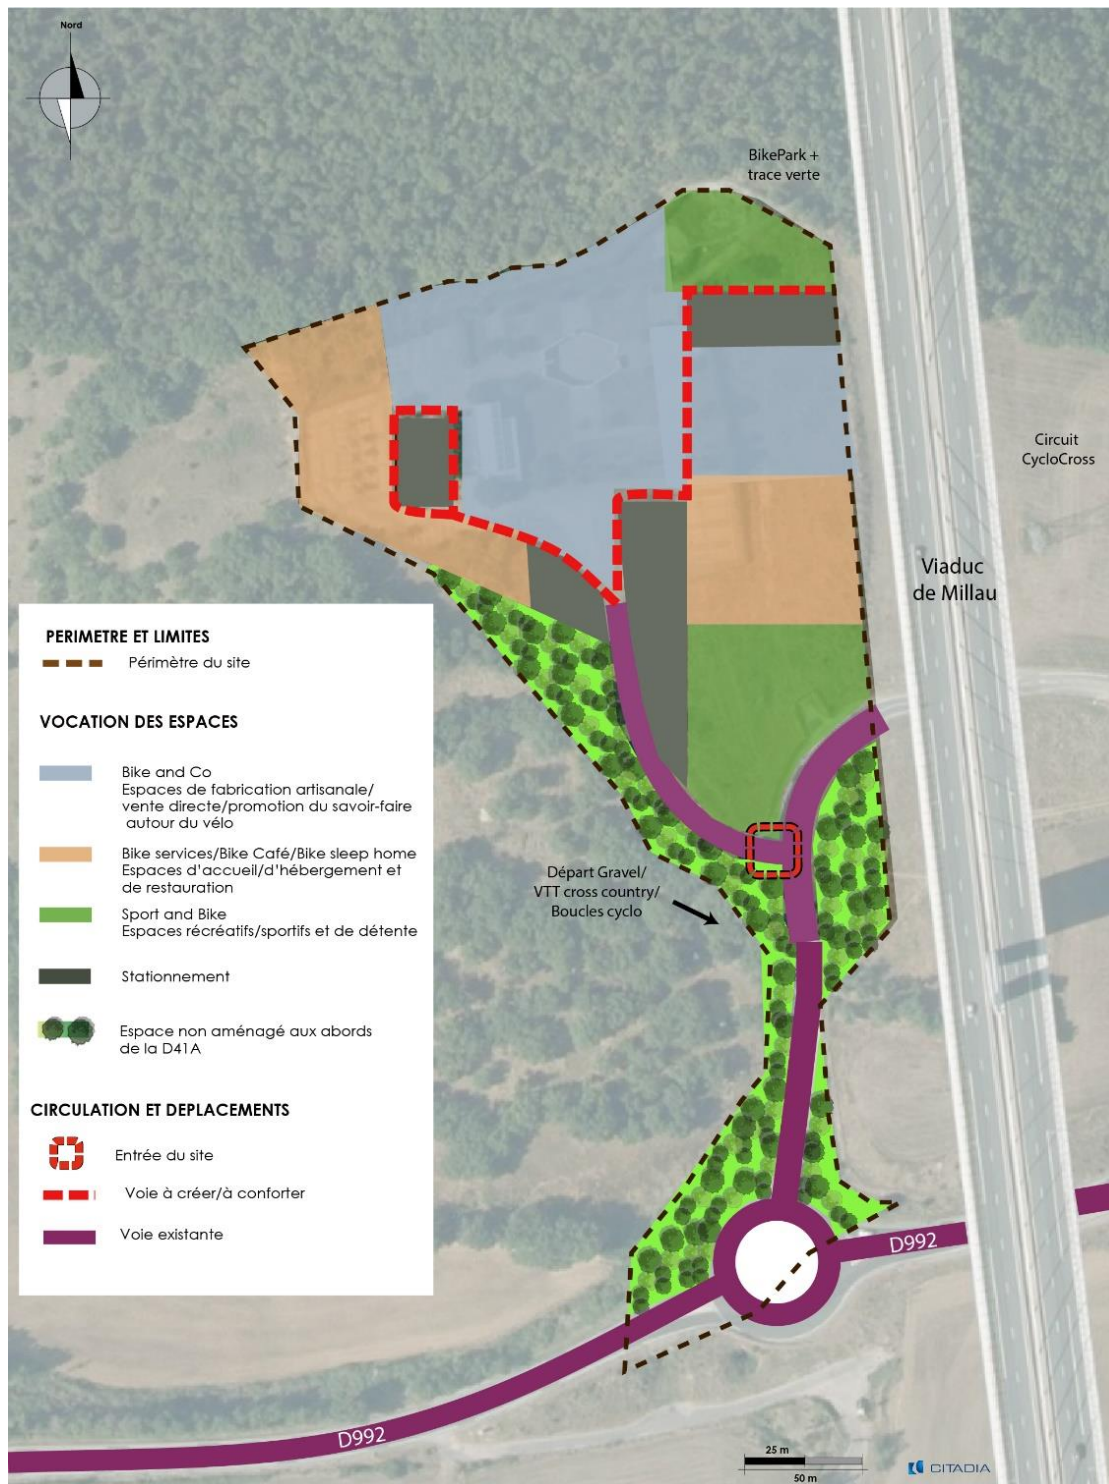 Nord
BikePark +
trace verte
Circuit
CycloCross
Viaduc
de Millau
PERIMETRE ET LIMITES
Périmètre du site
VOCATION DES ESPACES
Bike and Co
Espaces de fabrication artisanale/
vente directe/promotion du savoir-faire
autour du vélo
Bike services/Bike Café/Bike sleep home
Espaces d'accueil/d'hébergement et
de restauration
Sport and Bike
Espaces récréatifs/sportifs et de détente
Stationnement
Espace non aménagé aux abords
de la D41A
CIRCULATION ET DEPLACEMENTS
Entrée du site
Voie à créer/à conforter
Voie existante
Départ Gravel/
VTT cross country/
Boucles cyclo
D992
D992
25 m
50 m
CITADIA